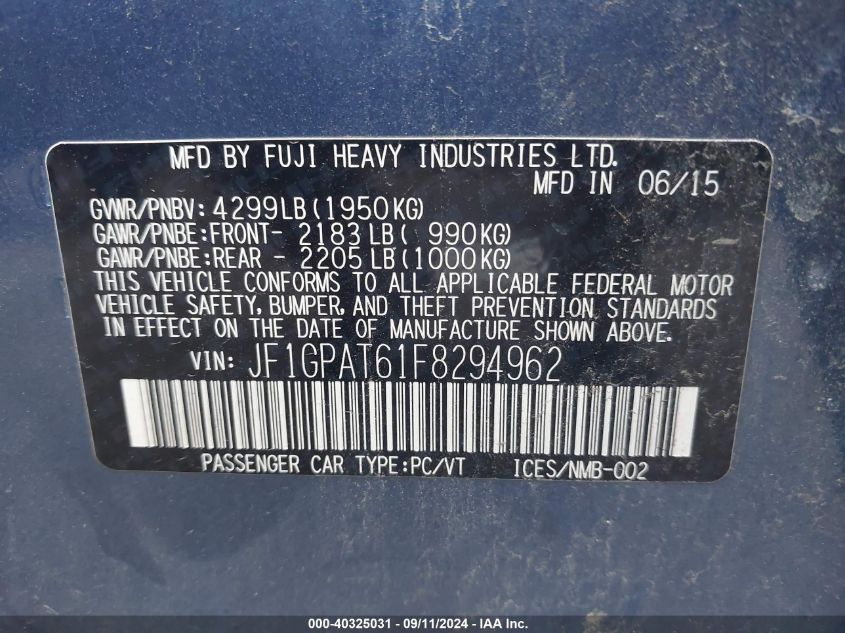 MFD BY FUJI HEAVY INDUSTRIES LTD.
MFD IN 06/15
GVWR/PNBV: 4299LB(1950KG)
GAWR/PNBE:FRONT- 2183 LB( 990KG)
GAWR/PNBE:REAR - 2205 LB(1000KG)
THIS VEHICLE CONFORMS TO ALL APPLICABLE FEDERAL MOTOR
VEHICLE SAFETY, BUMPER, AND THEFT PREVENTION STANDARDS
IN EFFECT ON THE DATE OF MANUFACTURE SHOWN ABOVE.
VIN: JF1GPAT61F8294962
PASSENGER CAR TYPE:PC/VT ICES/NMB-002
000-40325031 - 09/11/2024 - IAA Inc.